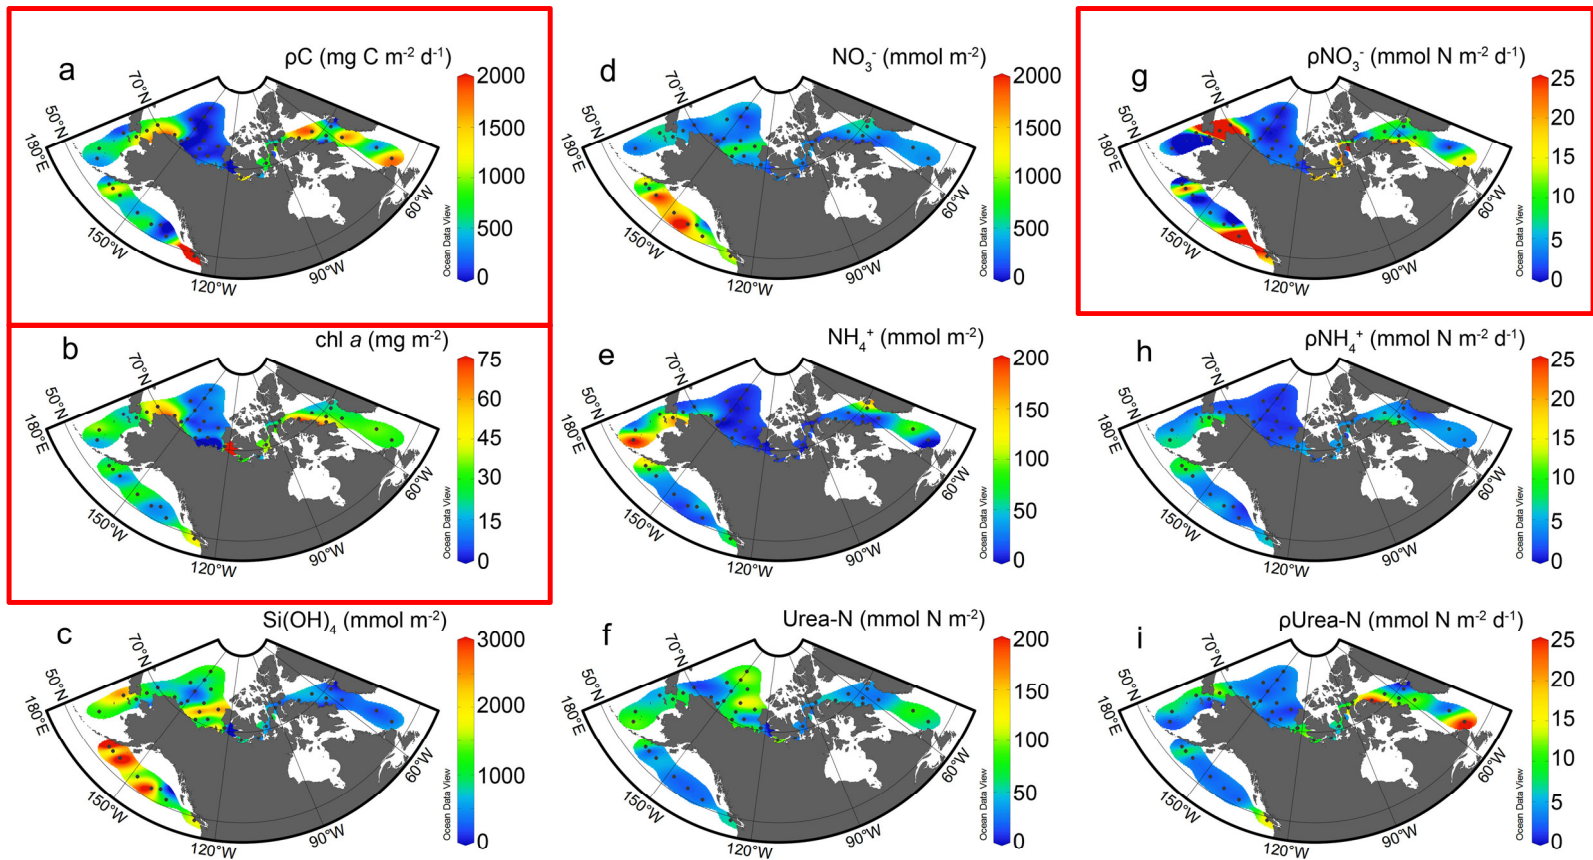 a
ρC (mg C m⁻² d⁻¹)
2000
1500
1000
500
0
70°N
50°N
180°E
150°W
120°W
90°W
60°W
Ocean Data View
d
NO₃⁻ (mmol m⁻²)
2000
1500
1000
500
0
70°N
50°N
180°E
150°W
120°W
90°W
60°W
Ocean Data View
g
ρNO₃⁻ (mmol N m⁻² d⁻¹)
25
20
15
10
5
0
70°N
50°N
180°E
150°W
120°W
90°W
60°W
Ocean Data View
b
chl a (mg m⁻²)
75
60
45
30
15
0
70°N
50°N
180°E
150°W
120°W
90°W
60°W
Ocean Data View
e
NH₄⁺ (mmol m⁻²)
200
150
100
50
0
70°N
50°N
180°E
150°W
120°W
90°W
60°W
Ocean Data View
h
ρNH₄⁺ (mmol N m⁻² d⁻¹)
25
20
15
10
5
0
70°N
50°N
180°E
150°W
120°W
90°W
60°W
Ocean Data View
c
Si(OH)₄ (mmol m⁻²)
3000
2000
1000
0
70°N
50°N
180°E
150°W
120°W
90°W
60°W
Ocean Data View
f
Urea-N (mmol N m⁻²)
200
150
100
50
0
70°N
50°N
180°E
150°W
120°W
90°W
60°W
Ocean Data View
i
ρUrea-N (mmol N m⁻² d⁻¹)
25
20
15
10
5
0
70°N
50°N
180°E
150°W
120°W
90°W
60°W
Ocean Data View